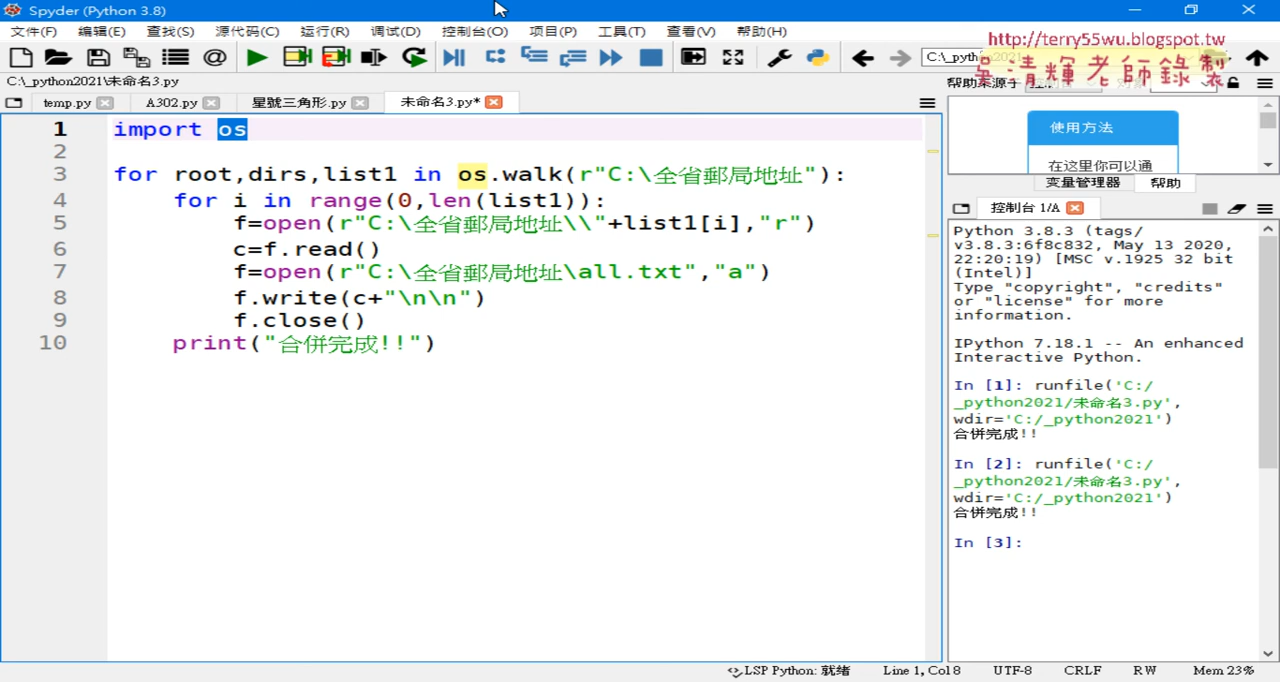 Spyder (Python 3.8)
文件(F) 编辑(E) 查找(S) 源代码(C) 运行(R) 调试(D) 控制台(O) 项目(P) 工具(T) 查看(V) 帮助(H)
http://terry55wu.blogspot.tw
吳清輝老師錄製
C:\_python2021\未命名3.py
帮助来源于 控制台 对象
temp.py A302.py 星號三角形.py 未命名3.py*
1 import os
2
3 for root,dirs,list1 in os.walk(r"C:\全省郵局地址"):
4 for i in range(0,len(list1)):
5 f=open(r"C:\全省郵局地址\\"+list1[i],"r")
6 c=f.read()
7 f=open(r"C:\全省郵局地址\all.txt","a")
8 f.write(c+"\n\n")
9 f.close()
10 print("合併完成!!")
使用方法
在这里你可以通
变量管理器 帮助
控制台 1/A
Python 3.8.3 (tags/
v3.8.3:6f8c832, May 13 2020,
22:20:19) [MSC v.1925 32 bit
(Intel)]
Type "copyright", "credits"
or "license" for more
information.
IPython 7.18.1 -- An enhanced
Interactive Python.
In [1]: runfile('C:/
_python2021/未命名3.py',
wdir='C:/_python2021')
合併完成!!
In [2]: runfile('C:/
_python2021/未命名3.py',
wdir='C:/_python2021')
合併完成!!
In [3]:
LSP Python: 就绪 Line 1, Col 8 UTF-8 CRLF RW Mem 23%